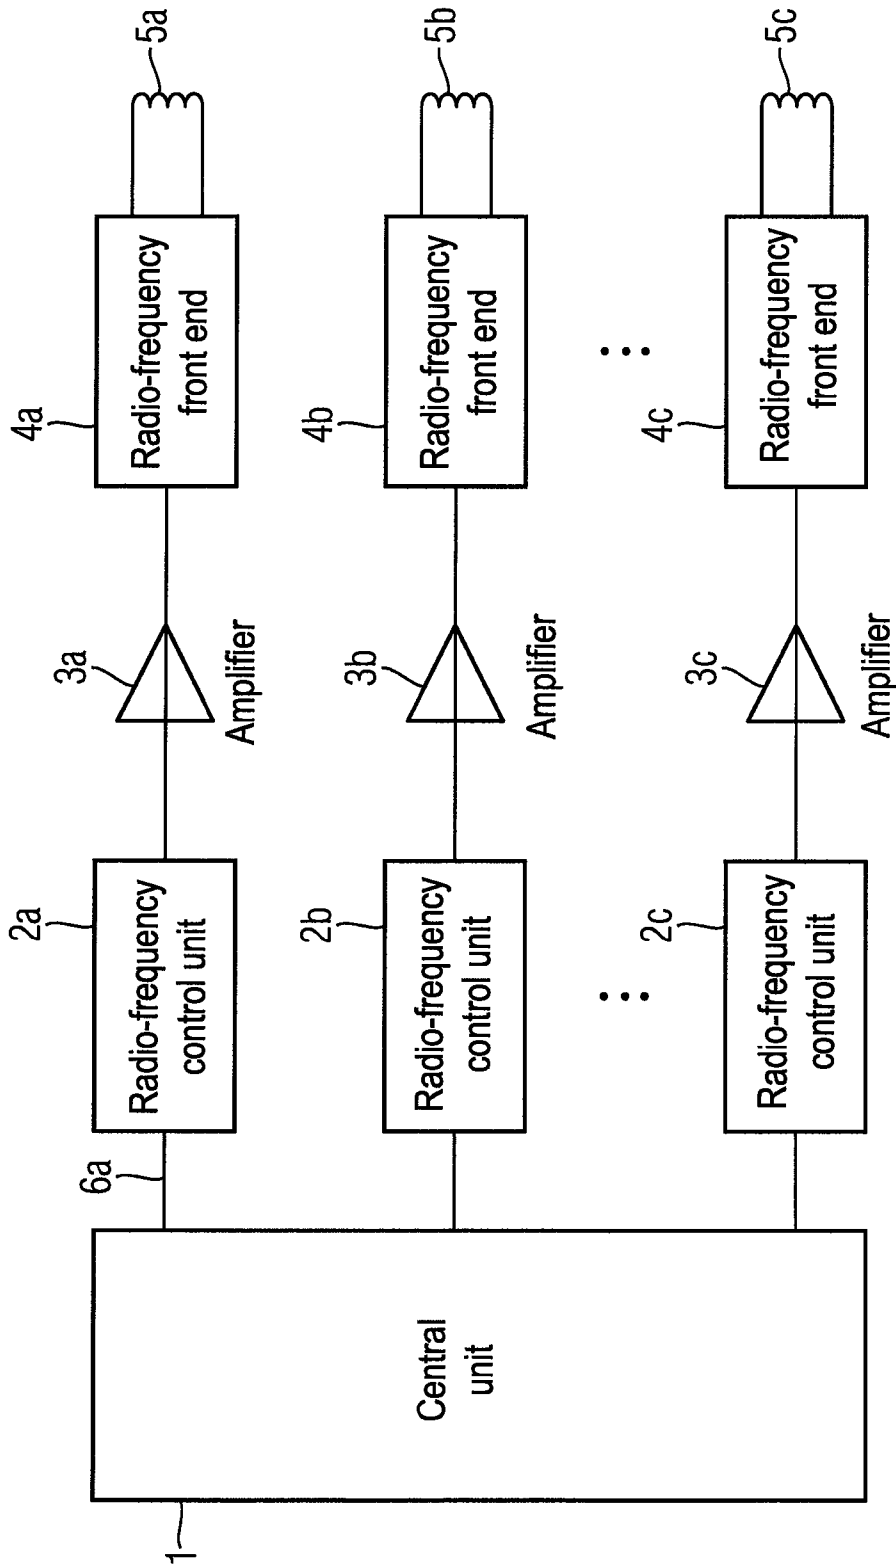 1
Central
unit
6a
2a
Radio-frequency
control unit
3a
Amplifier
4a
Radio-frequency
front end
5a
2b
Radio-frequency
control unit
3b
Amplifier
4b
Radio-frequency
front end
5b
...
...
2c
Radio-frequency
control unit
3c
Amplifier
4c
Radio-frequency
front end
5c